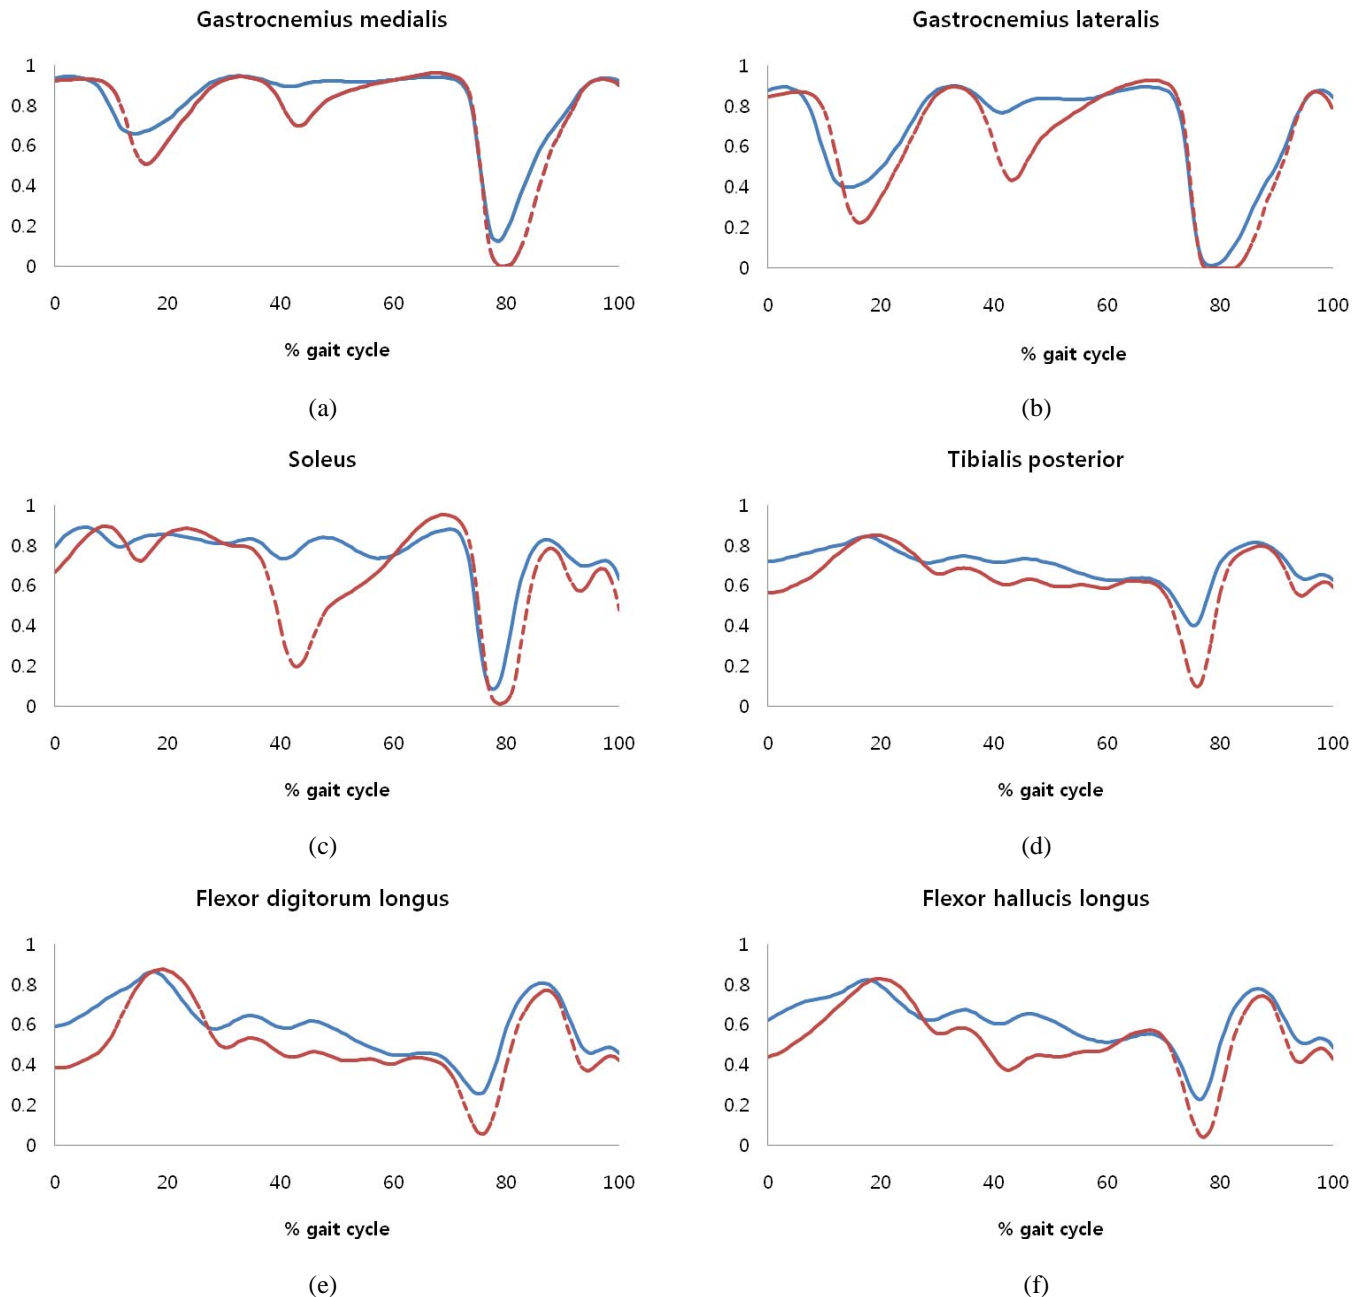 Gastrocnemius medialis
1
0.8
0.6
0.4
0.2
0
0 20 40 60 80 100
% gait cycle
(a)
Gastrocnemius lateralis
1
0.8
0.6
0.4
0.2
0
0 20 40 60 80 100
% gait cycle
(b)
Soleus
1
0.8
0.6
0.4
0.2
0
0 20 40 60 80 100
% gait cycle
(c)
Tibialis posterior
1
0.8
0.6
0.4
0.2
0
0 20 40 60 80 100
% gait cycle
(d)
Flexor digitorum longus
1
0.8
0.6
0.4
0.2
0
0 20 40 60 80 100
% gait cycle
(e)
Flexor hallucis longus
1
0.8
0.6
0.4
0.2
0
0 20 40 60 80 100
% gait cycle
(f)